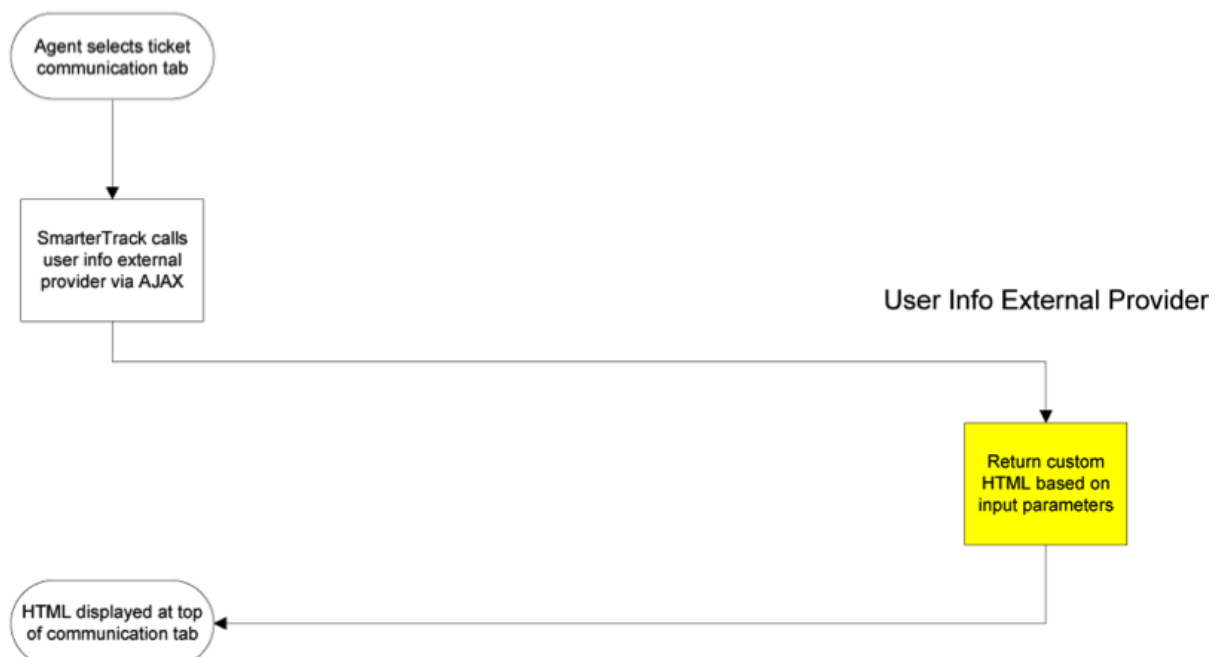 Agent selects ticket
communication tab
SmarterTrack calls
user info external
provider via AJAX
User Info External Provider
Return custom
HTML based on
input parameters
HTML displayed at top
of communication tab